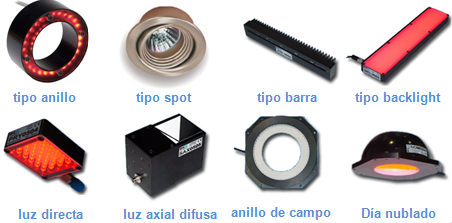 tipo anillo
tipo spot
tipo barra
tipo backlight
luz directa
luz axial difusa
anillo de campo
Día nublado